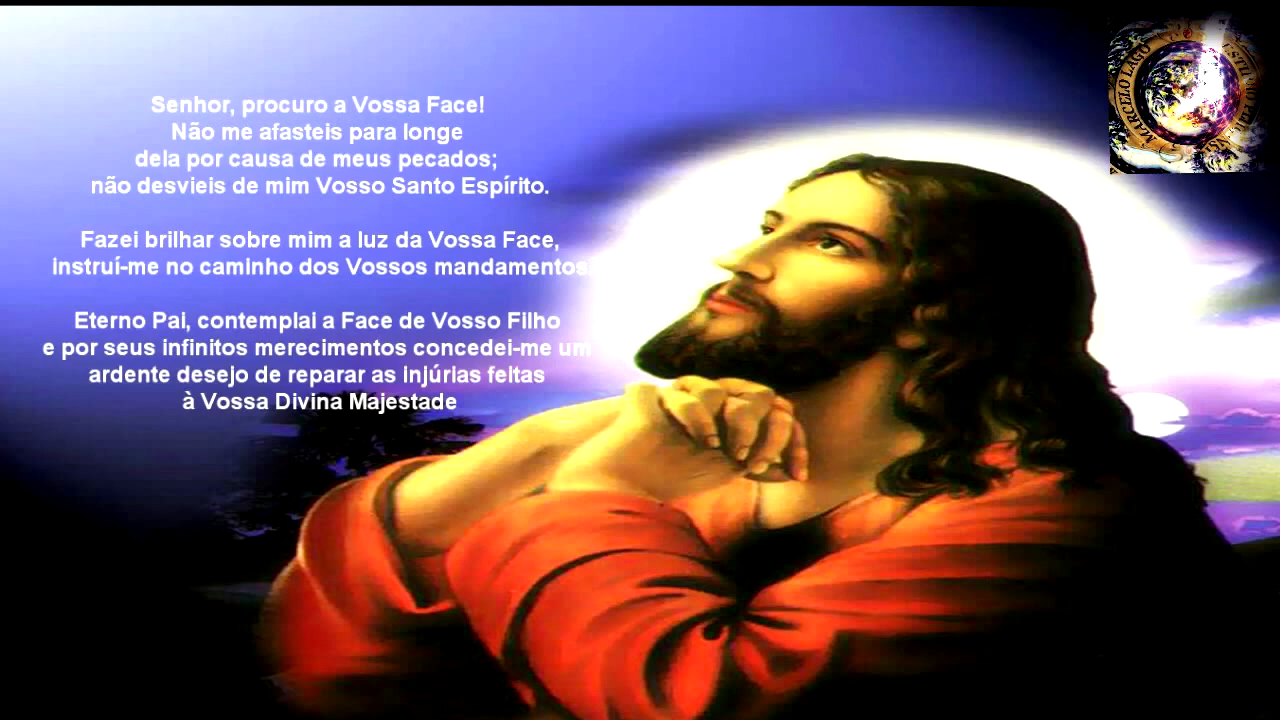 Senhor, procuro a Vossa Face!
Não me afasteis para longe
dela por causa de meus pecados;
não desvieis de mim Vosso Santo Espírito.
Fazei brilhar sobre mim a luz da Vossa Face,
instruí-me no caminho dos Vossos mandamentos.
Eterno Pai, contemplai a Face de Vosso Filho
e por seus infinitos merecimentos concedei-me um
ardente desejo de reparar as injúrias feitas
à Vossa Divina Majestade
MARCELO LAGO